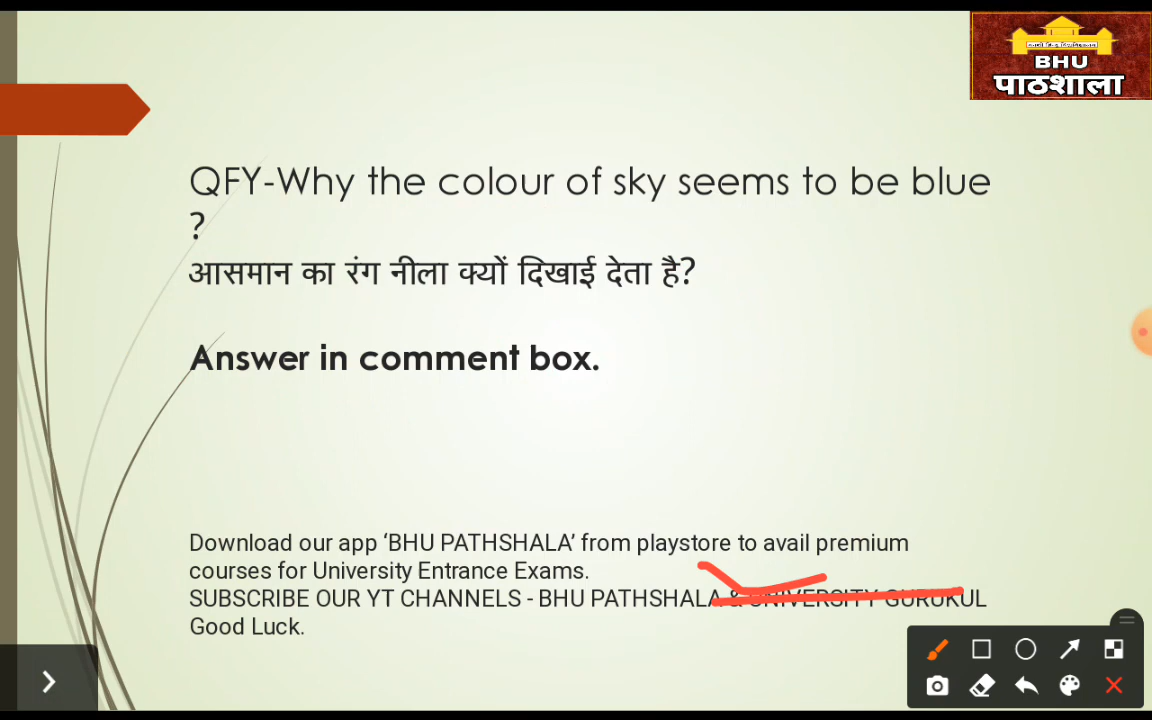 BHU
पाठशाला
QFY-Why the colour of sky seems to be blue
?
आसमान का रंग नीला क्यों दिखाई देता है?
Answer in comment box.
Download our app ‘BHU PATHSHALA’ from playstore to avail premium
courses for University Entrance Exams.
SUBSCRIBE OUR YT CHANNELS - BHU PATHSHALA & UNIVERSITY GURUKUL
Good Luck.